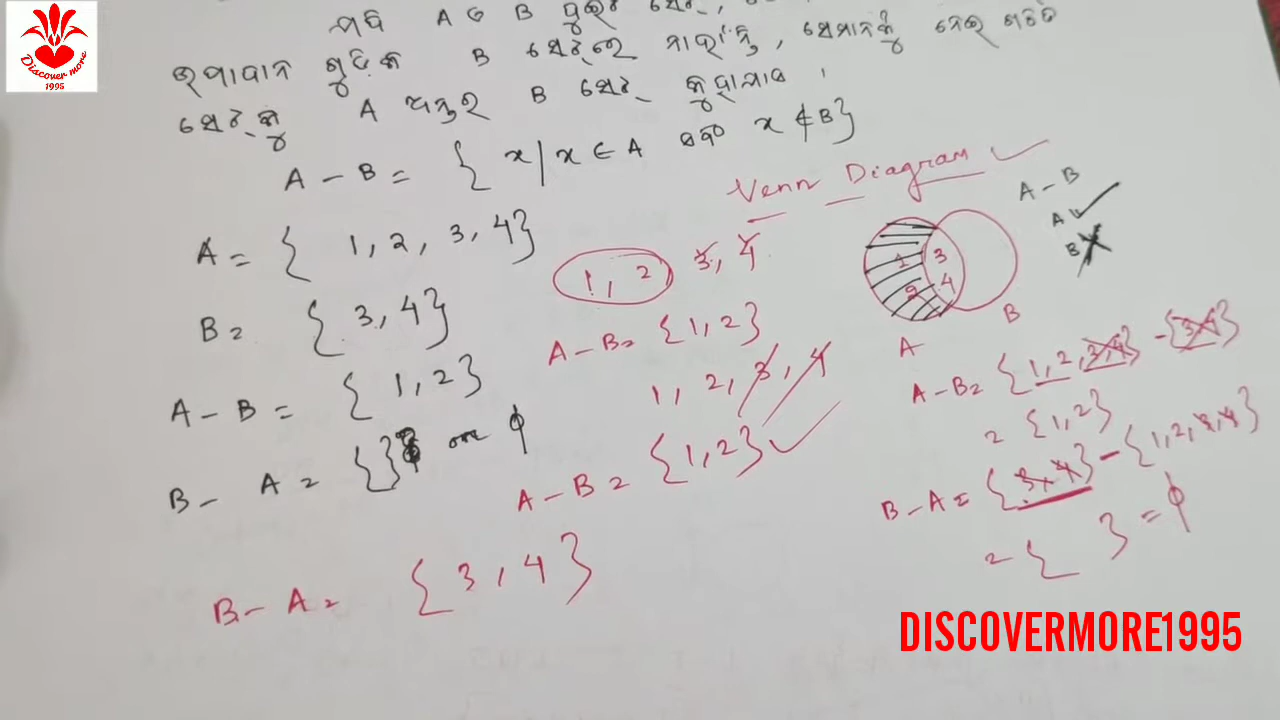 ଯଦି A ଓ B ଦୁଇଟି ସେଟ୍,
ଉପାଦାନ ଗୁଡ଼ିକ B ସେଟ୍‌ରେ ନାହାଁନ୍ତି, ସେମାନଙ୍କୁ ନେଇ ଗଠିତ
ସେଟ୍‌କୁ A ଅନ୍ତର B ସେଟ୍ କୁହାଯାଏ ।
A - B = { x | x ∈ A ଏବଂ x ∉ B }
Venn Diagram ✓
A - B
A ✓
B ✗
A = { 1, 2, 3, 4 }
1, 2 3, 4
1 3
2 4
A B
B = { 3, 4 }
A - B = { 1, 2 }
1, 2, 3, 4
A - B = { 1, 2 } ✓
A - B = { 1, 2, 3, 4 } - { 3, 4 }
= { 1, 2 }
A - B = { 1, 2 }
B - A = { } or ϕ
B - A = { 3, 4 } - { 1, 2, 3, 4 }
= { } = ϕ
B - A = { 3, 4 }
Discover more
1995
DISCOVERMORE1995